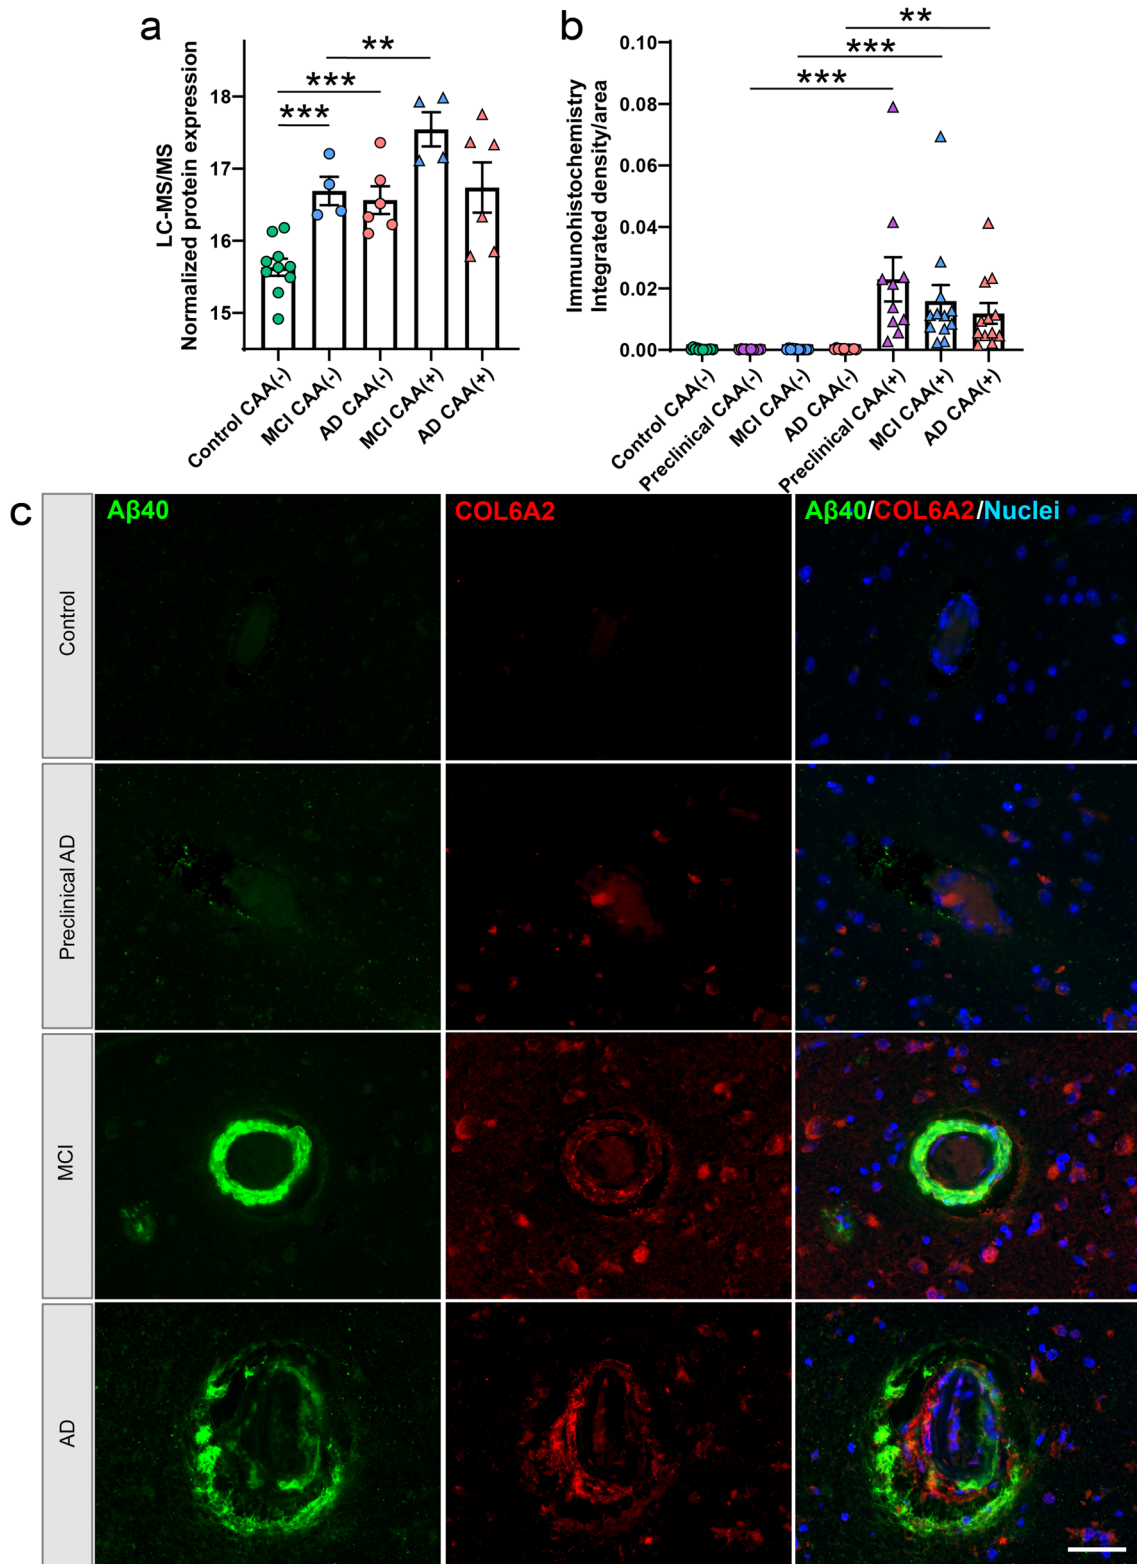 a
LC-MS/MS
Normalized protein expression
18
17
16
15
***
***
**
Control CAA(-)
MCI CAA(-)
AD CAA(-)
MCI CAA(+)
AD CAA(+)
b
Immunohistochemistry
Integrated density/area
0.10
0.08
0.06
0.04
0.02
0.00
**
***
***
Control CAA(-)
Preclinical CAA(-)
MCI CAA(-)
AD CAA(-)
Preclinical CAA(+)
MCI CAA(+)
AD CAA(+)
c
Aβ40
COL6A2
Aβ40/COL6A2/Nuclei
Control
Preclinical AD
MCI
AD